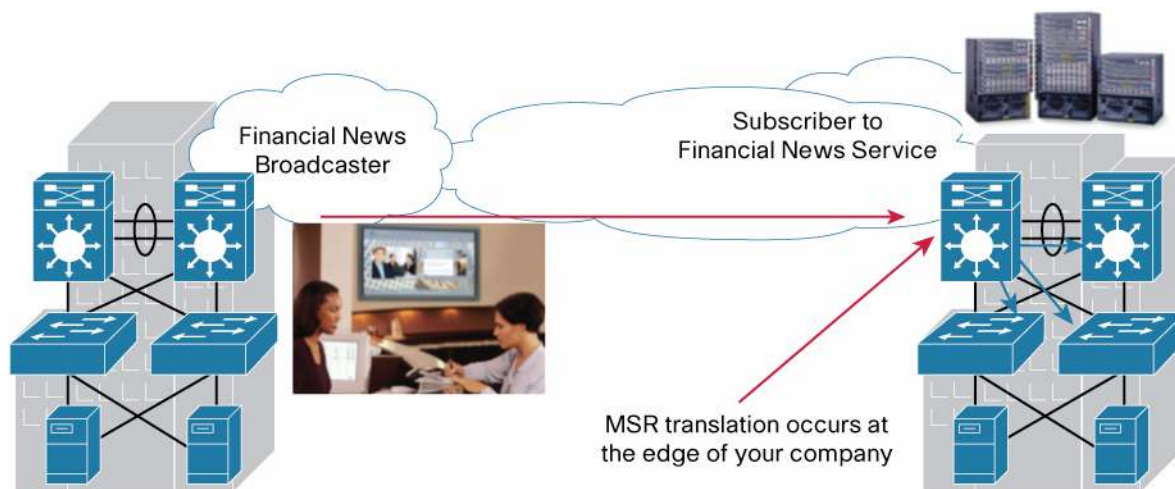 Financial News
Broadcaster
Subscriber to
Financial News Service
MSR translation occurs at
the edge of your company